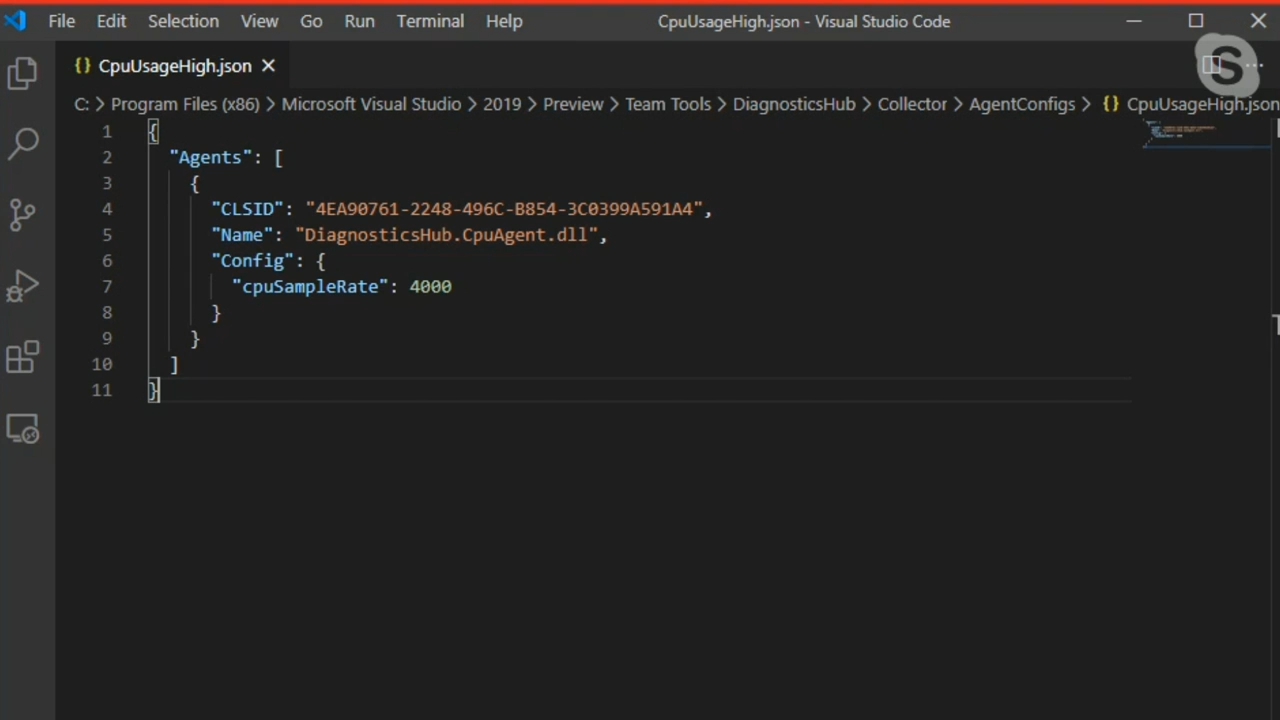 File Edit Selection View Go Run Terminal Help CpuUsageHigh.json - Visual Studio Code
{} CpuUsageHigh.json ×
C: > Program Files (x86) > Microsoft Visual Studio > 2019 > Preview > Team Tools > DiagnosticsHub > Collector > AgentConfigs > {} CpuUsageHigh.json
1 {
2 "Agents": [
3 {
4 "CLSID": "4EA90761-2248-496C-B854-3C0399A591A4",
5 "Name": "DiagnosticsHub.CpuAgent.dll",
6 "Config": {
7 "cpuSampleRate": 4000
8 }
9 }
10 ]
11 }